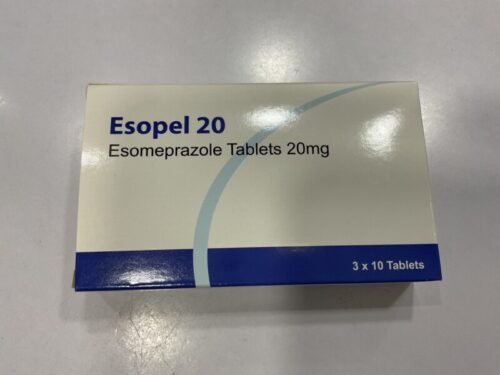 Esopel 20
Esomeprazole Tablets 20mg
3 x 10 Tablets